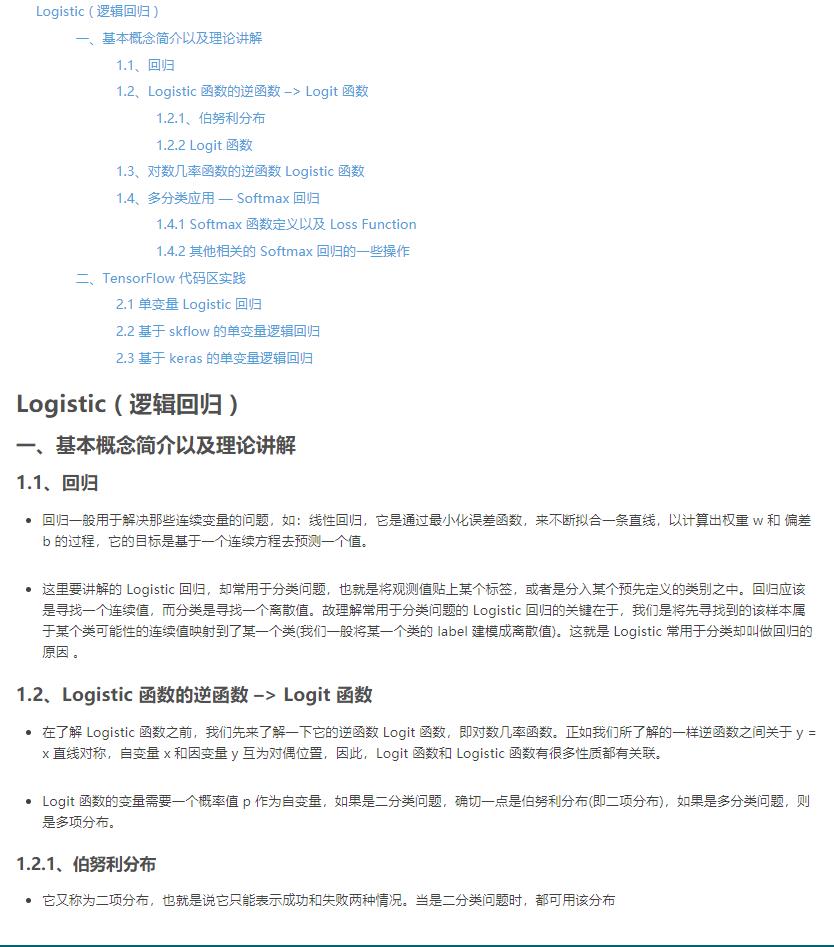 Logistic ( 逻辑回归 )
一、基本概念简介以及理论讲解
1.1、回归
1.2、Logistic 函数的逆函数 –> Logit 函数
1.2.1、伯努利分布
1.2.2 Logit 函数
1.3、对数几率函数的逆函数 Logistic 函数
1.4、多分类应用 — Softmax 回归
1.4.1 Softmax 函数定义以及 Loss Function
1.4.2 其他相关的 Softmax 回归的一些操作
二、TensorFlow 代码区实践
2.1 单变量 Logistic 回归
2.2 基于 skflow 的单变量逻辑回归
2.3 基于 keras 的单变量逻辑回归
Logistic ( 逻辑回归 )
一、基本概念简介以及理论讲解
1.1、回归
• 回归一般用于解决那些连续变量的问题，如：线性回归，它是通过最小化误差函数，来不断拟合一条直线，以计算出权重 w 和 偏差
b 的过程，它的目标是基于一个连续方程去预测一个值。
• 这里要讲解的 Logistic 回归，却常用于分类问题，也就是将观测值贴上某个标签，或者是分入某个预先定义的类别之中。回归应该
是寻找一个连续值，而分类是寻找一个离散值。故理解常用于分类问题的 Logistic 回归的关键在于，我们是将先寻找到的该样本属
于某个类可能性的连续值映射到了某一个类(我们一般将某一个类的 label 建模成离散值)。这就是 Logistic 常用于分类却叫做回归的
原因 。
1.2、Logistic 函数的逆函数 –> Logit 函数
• 在了解 Logistic 函数之前，我们先来了解一下它的逆函数 Logit 函数，即对数几率函数。正如我们所了解的一样逆函数之间关于 y =
x 直线对称，自变量 x 和因变量 y 互为对偶位置，因此，Logit 函数和 Logistic 函数有很多性质都有关联。
• Logit 函数的变量需要一个概率值 p 作为自变量，如果是二分类问题，确切一点是伯努利分布(即二项分布)，如果是多分类问题，则
是多项分布。
1.2.1、伯努利分布
• 它又称为二项分布，也就是说它只能表示成功和失败两种情况。当是二分类问题时，都可用该分布